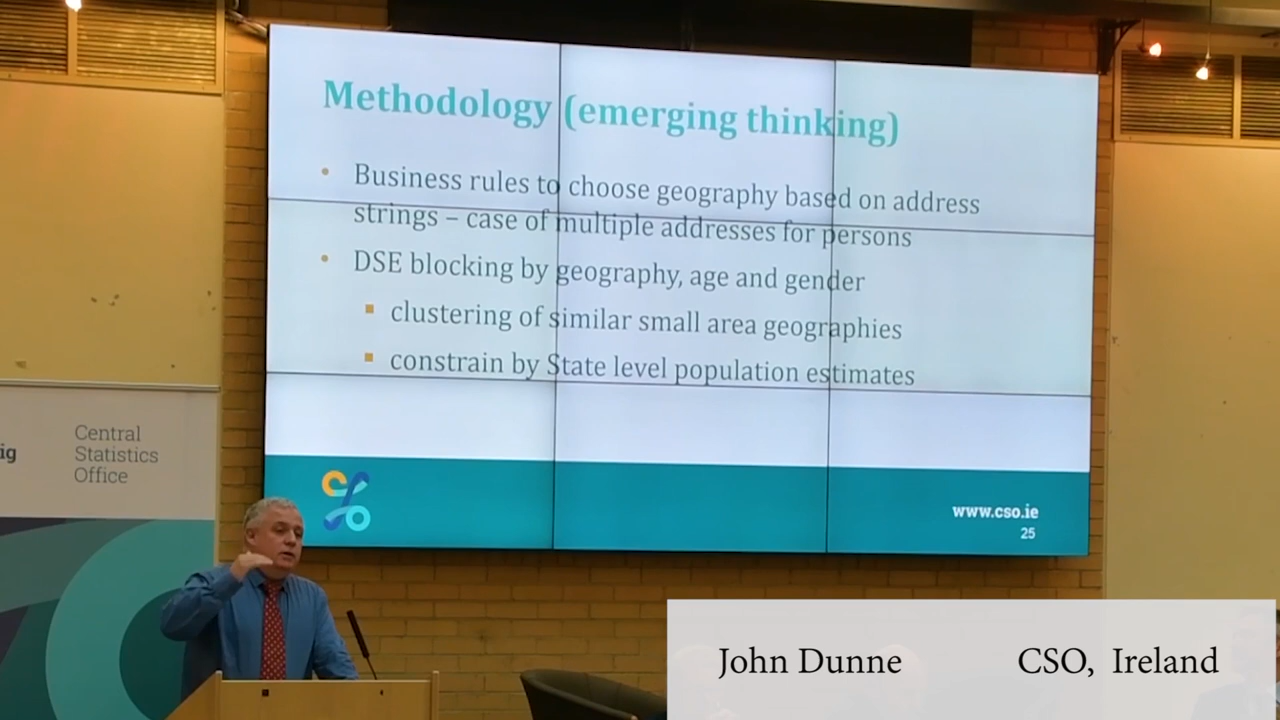 Methodology (emerging thinking)
• Business rules to choose geography based on address
strings – case of multiple addresses for persons
• DSE blocking by geography, age and gender
▪ clustering of similar small area geographies
▪ constrain by State level population estimates
www.cso.ie
25
ig
Central
Statistics
Office
John Dunne CSO, Ireland